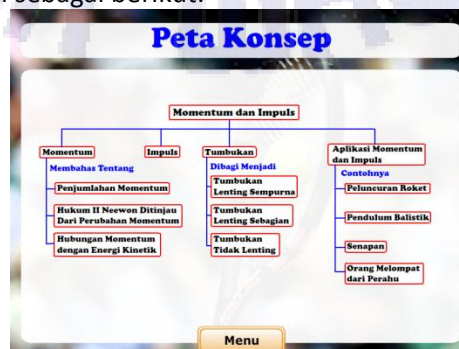 sebagai berikut:
Peta Konsep
Momentum dan Impuls
Momentum
Impuls
Tumbukan
Aplikasi Momentum
dan Impuls
Membahas Tentang
Penjumlahan Momentum
Hukum II Neewon Ditinjau
Dari Perubahan Momentum
Hubungan Momentum
dengan Energi Kinetik
Dibagi Menjadi
Tumbukan
Lenting Sempurna
Tumbukan
Lenting Sebagian
Tumbukan
Tidak Lenting
Contohnya
Peluncuran Roket
Pendulum Balistik
Senapan
Orang Melompat
dari Perahu
Menu